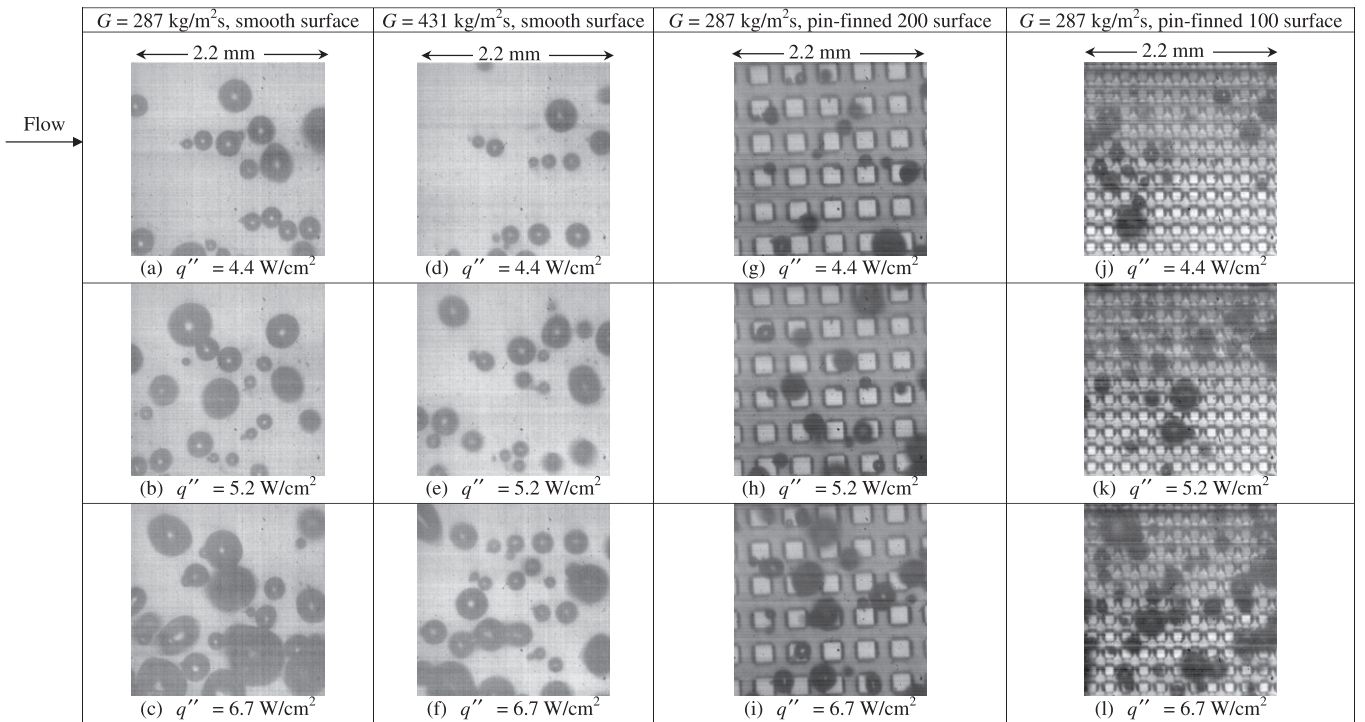 G = 287 kg/m²s, smooth surface
G = 431 kg/m²s, smooth surface
G = 287 kg/m²s, pin-finned 200 surface
G = 287 kg/m²s, pin-finned 100 surface
2.2 mm
2.2 mm
2.2 mm
2.2 mm
Flow
(a) q″ = 4.4 W/cm²
(d) q″ = 4.4 W/cm²
(g) q″ = 4.4 W/cm²
(j) q″ = 4.4 W/cm²
(b) q″ = 5.2 W/cm²
(e) q″ = 5.2 W/cm²
(h) q″ = 5.2 W/cm²
(k) q″ = 5.2 W/cm²
(c) q″ = 6.7 W/cm²
(f) q″ = 6.7 W/cm²
(i) q″ = 6.7 W/cm²
(l) q″ = 6.7 W/cm²